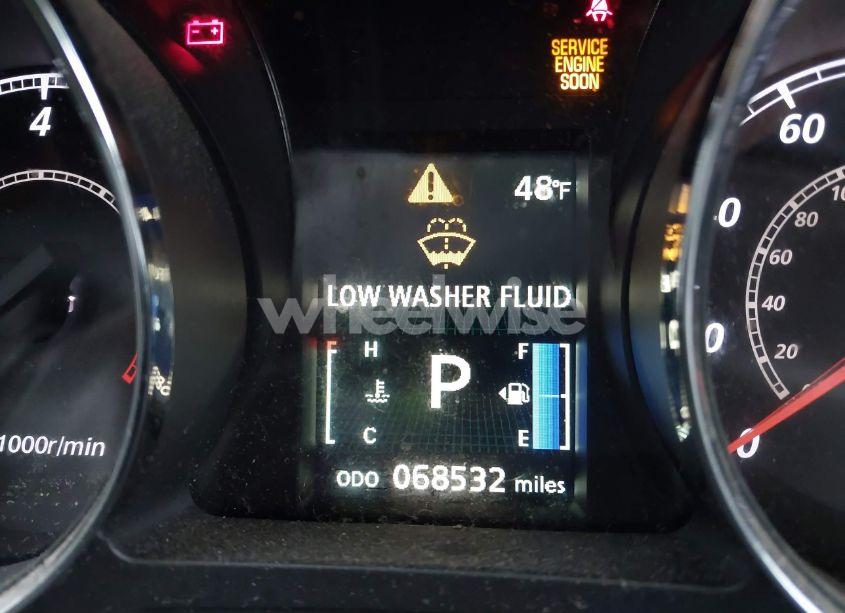 SERVICE
ENGINE
SOON
4
60
48°F
100
80
60
40
20
0
LOW WASHER FLUID
wheelwise
H
F
P
C
E
1000r/min
ODO 068532 miles